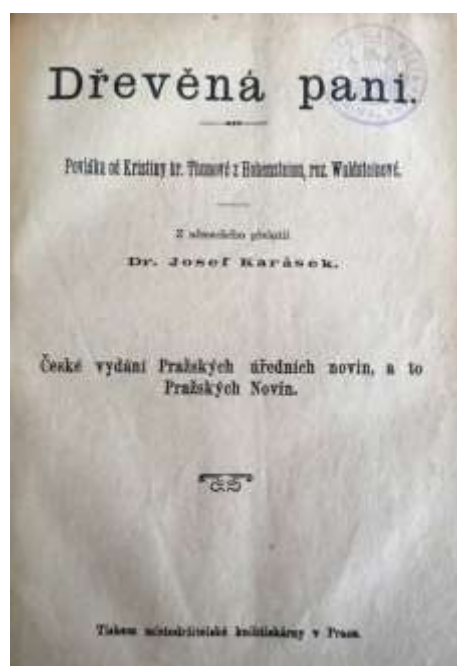 Dřevěná paní.
Povídka od Kristiny hr. Thunové z Hohensteinu, roz. Waldsteinové.
Z německého přeložil
Dr. Josef Karásek.
České vydání Pražských úředních novin, a to
Pražských Novin.
Tiskem místodržitelské knihtiskárny v Praze.